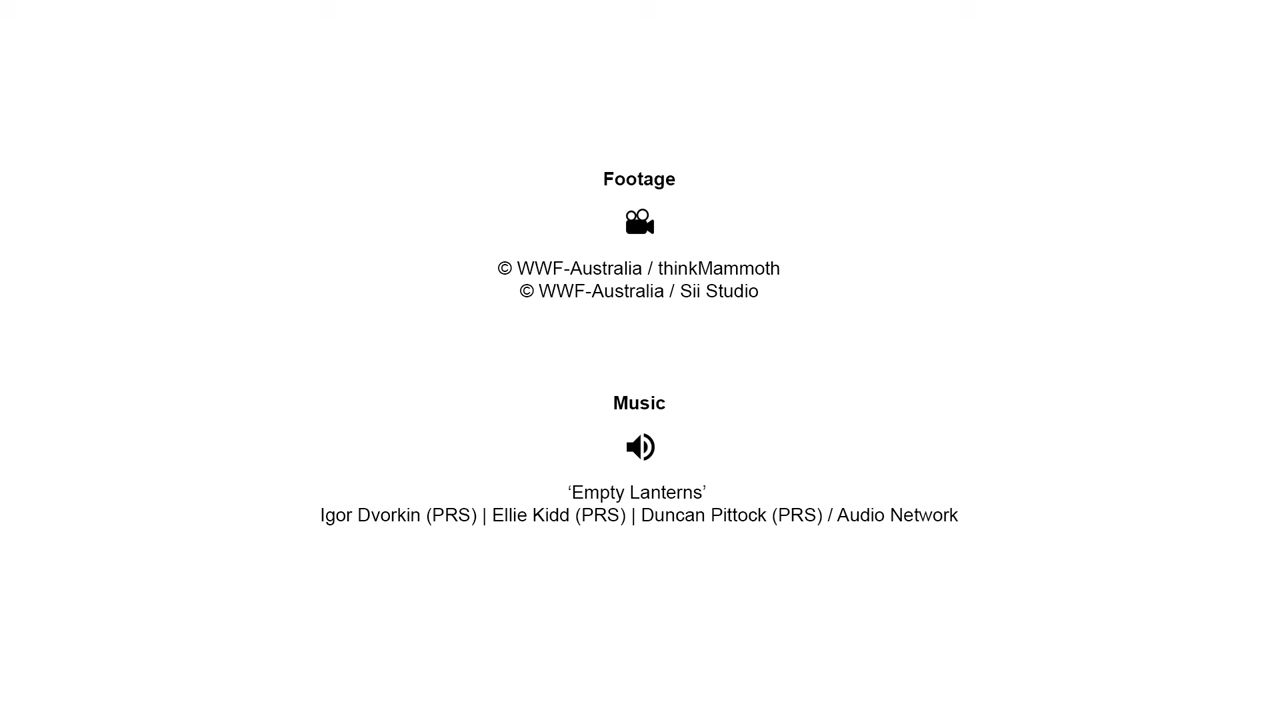 Footage
© WWF-Australia / thinkMammoth
© WWF-Australia / Sii Studio
Music
‘Empty Lanterns’
Igor Dvorkin (PRS) | Ellie Kidd (PRS) | Duncan Pittock (PRS) / Audio Network